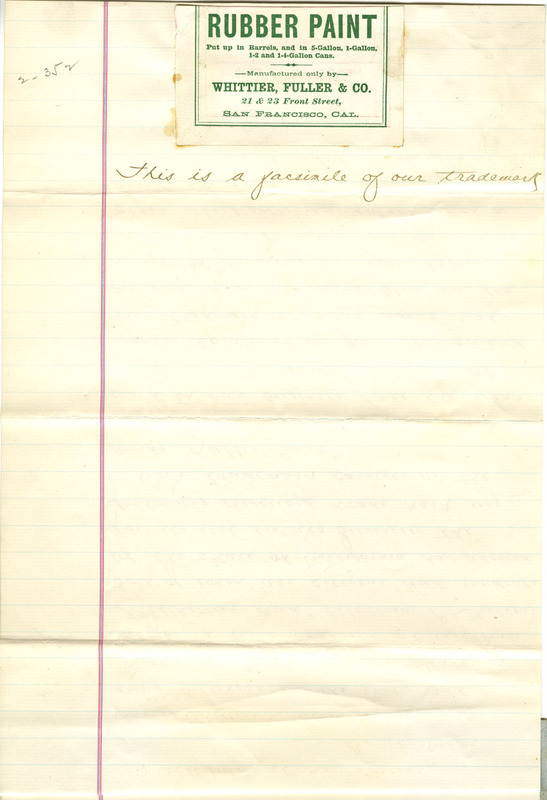 RUBBER PAINT
Put up in Barrels, and in 5-Gallon, 1-Gallon,
1-2 and 1-4-Gallon Cans.
—Manufactured only by—
WHITTIER, FULLER & CO.
21 & 23 Front Street,
SAN FRANCISCO, CAL.
2-352
This is a facsimile of our trademark